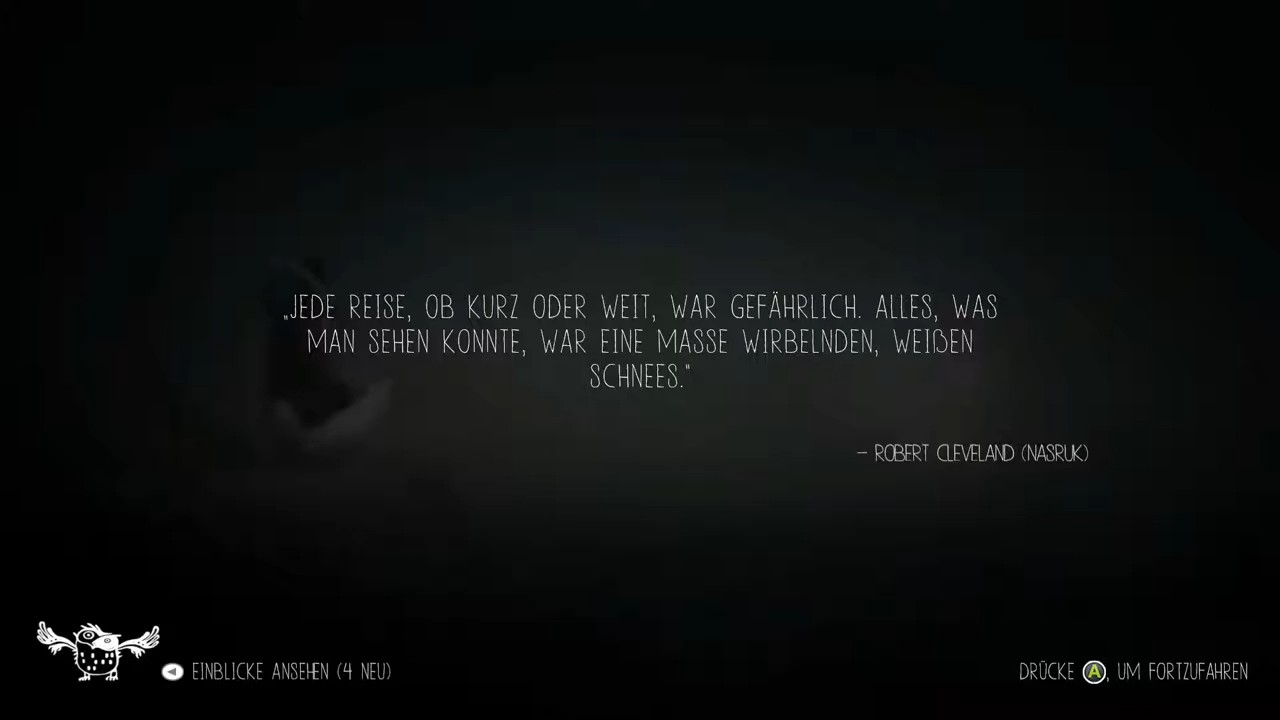 „JEDE REISE, OB KURZ ODER WEIT, WAR GEFÄHRLICH. ALLES, WAS
MAN SEHEN KONNTE, WAR EINE MASSE WIRBELNDEN, WEIßEN
SCHNEES."
– ROBERT CLEVELAND (NASRUK)
EINBLICKE ANSEHEN (4 NEU)
DRÜCKE A, UM FORTZUFAHREN